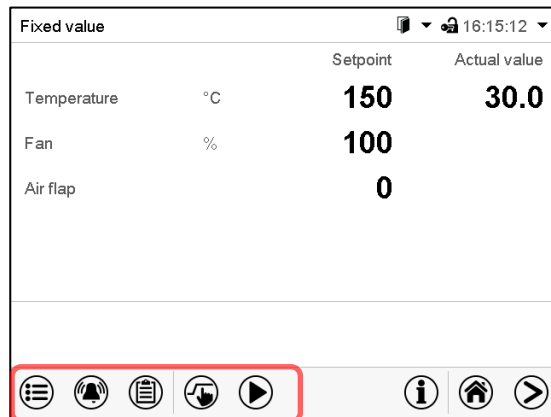 Fixed value 16:15:12
Setpoint Actual value
Temperature °C 150 30.0
Fan % 100
Air flap 0